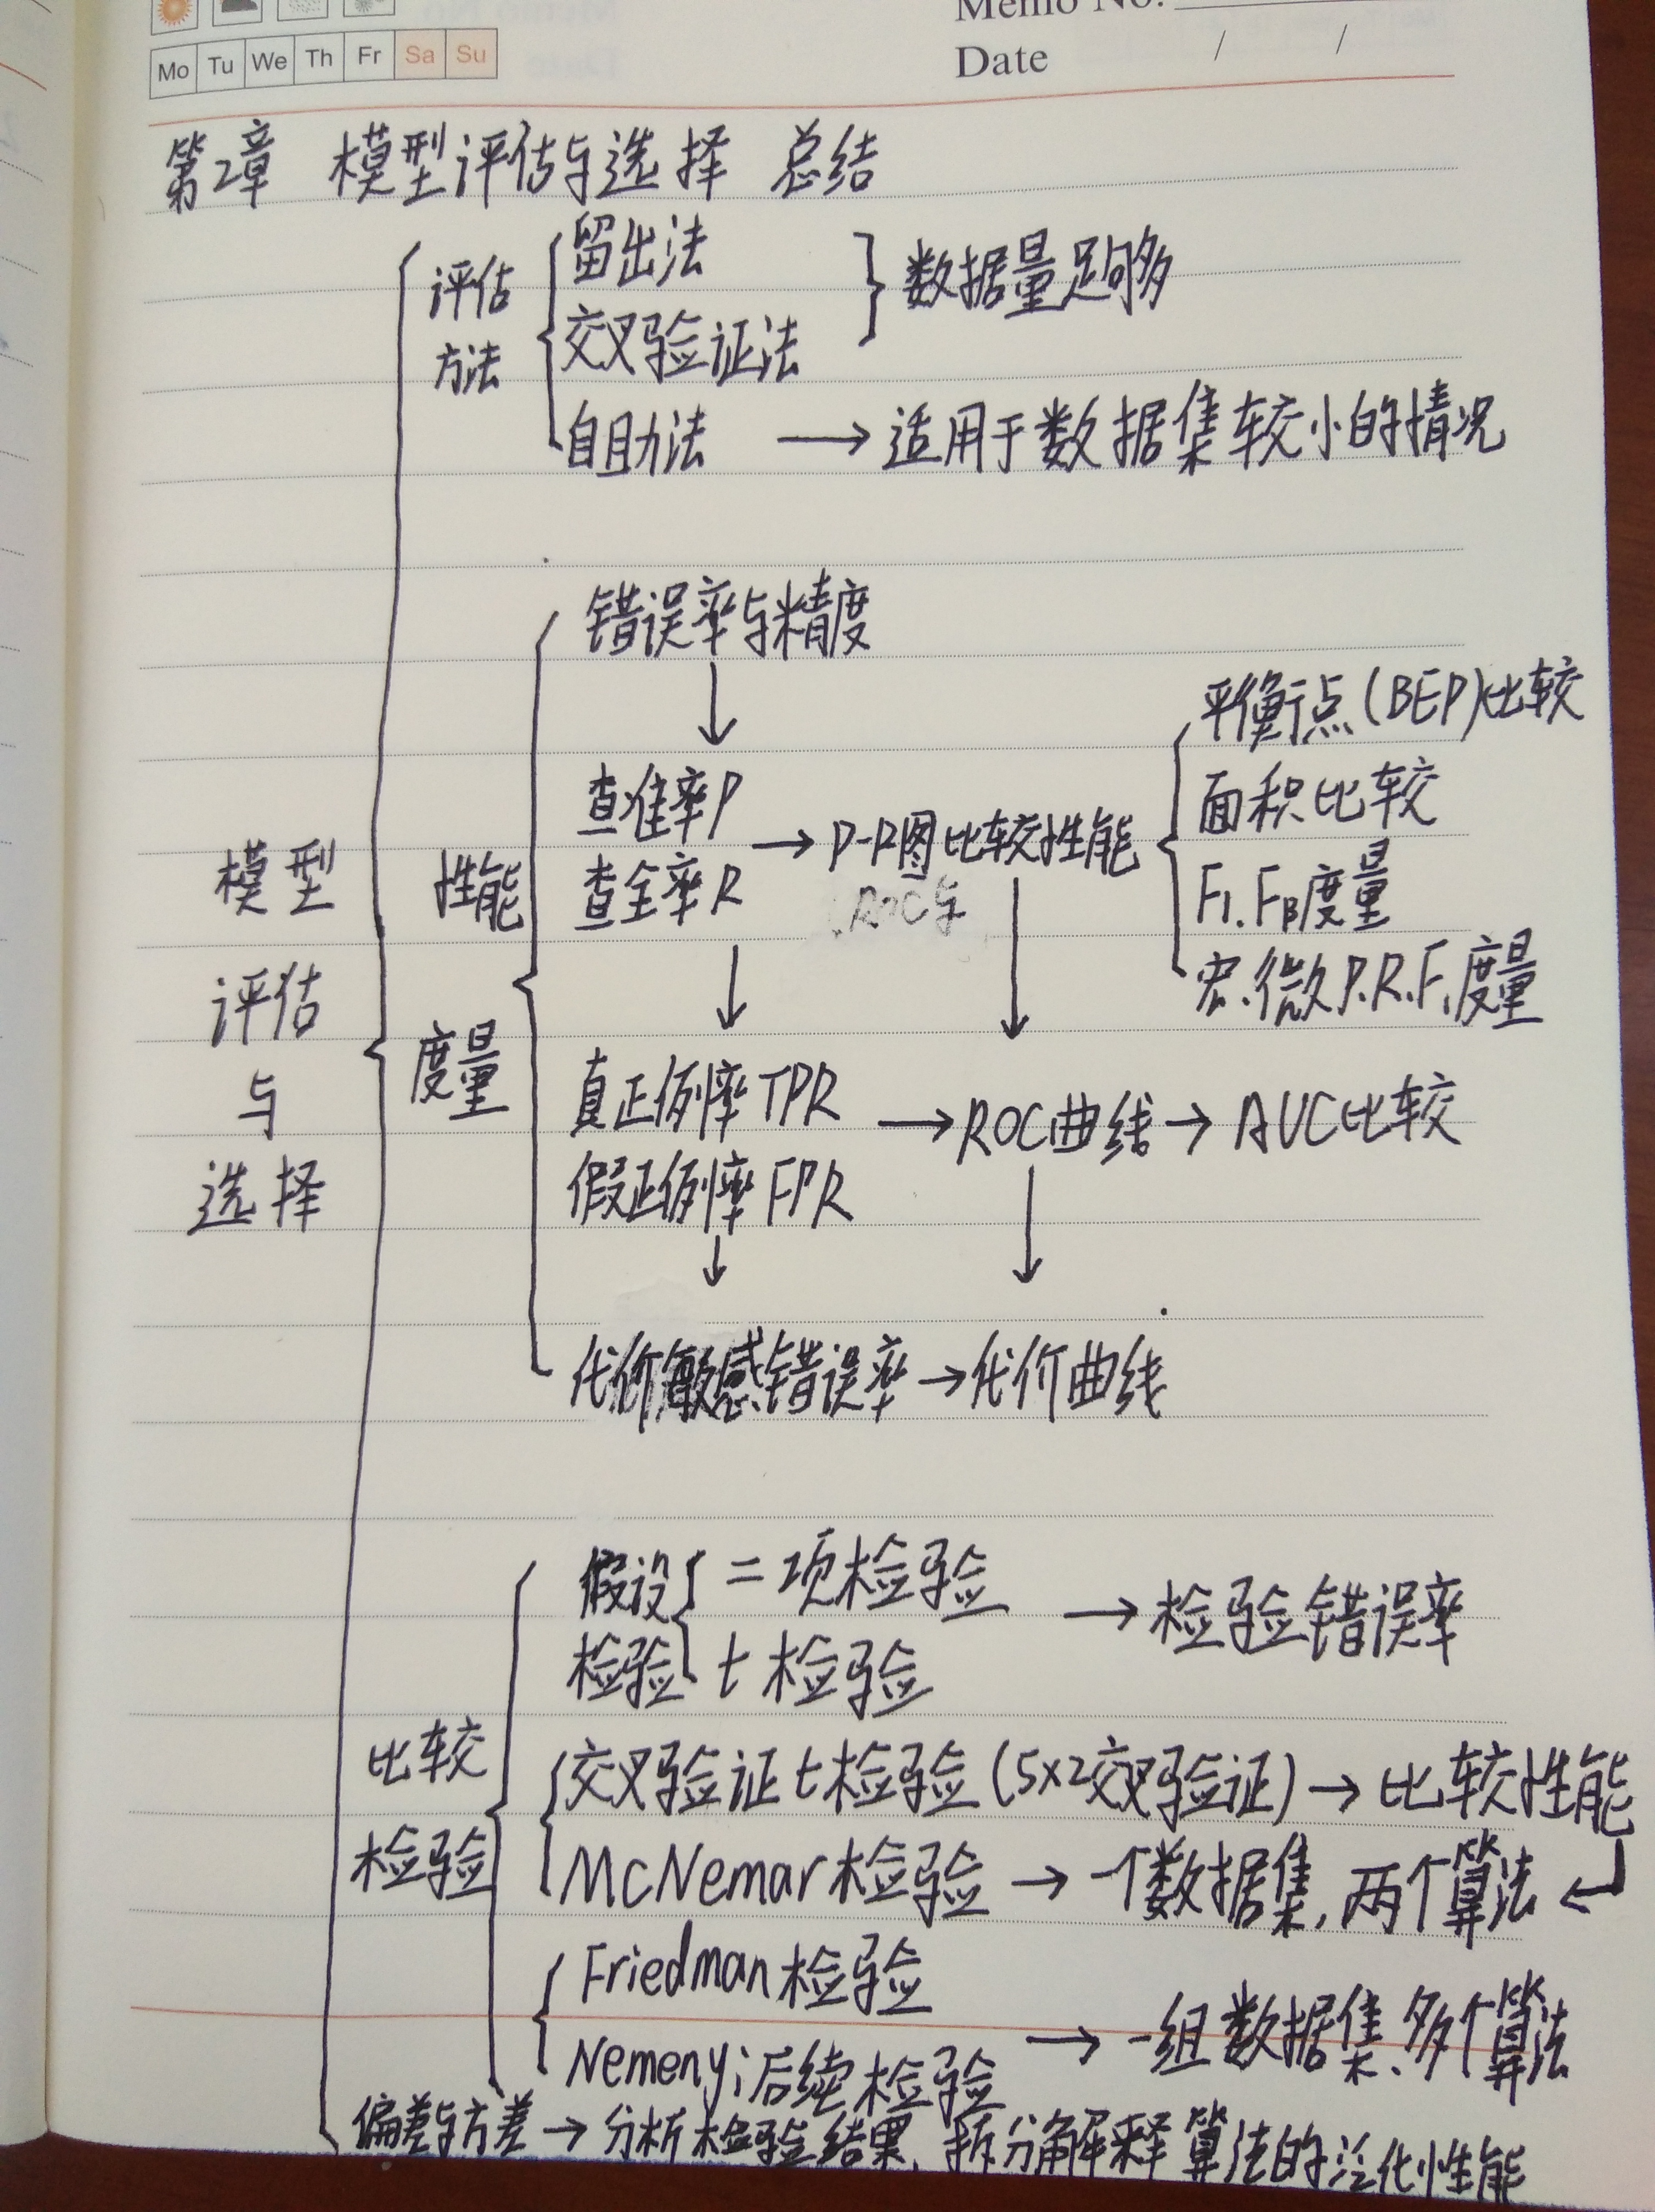 Memo No.
Mo Tu We Th Fr Sa Su
Date / /
第2章 模型评估与选择 总结
评估方法
留出法
交叉验证法
数据量足够多
自助法 → 适用于数据集较小的情况
模型评估与选择
性能度量
错误率与精度
查准率P
查全率R
→ P-R图比较性能
平衡点(BEP)比较
面积比较
F1.Fβ度量
宏.微P.R.F1度量
ROC与
真正例率TPR
假正例率FPR
→ ROC曲线 → AUC比较
代价敏感错误率 → 代价曲线
比较检验
假设检验
二项检验
t检验
→ 检验错误率
交叉验证t检验(5×2交叉验证) → 比较性能
McNemar检验 → 一个数据集,两个算法
Friedman检验
Nemenyi后续检验
→ 一组数据集、多个算法
偏差与方差 → 分析检验结果,拆分解释算法的泛化性能